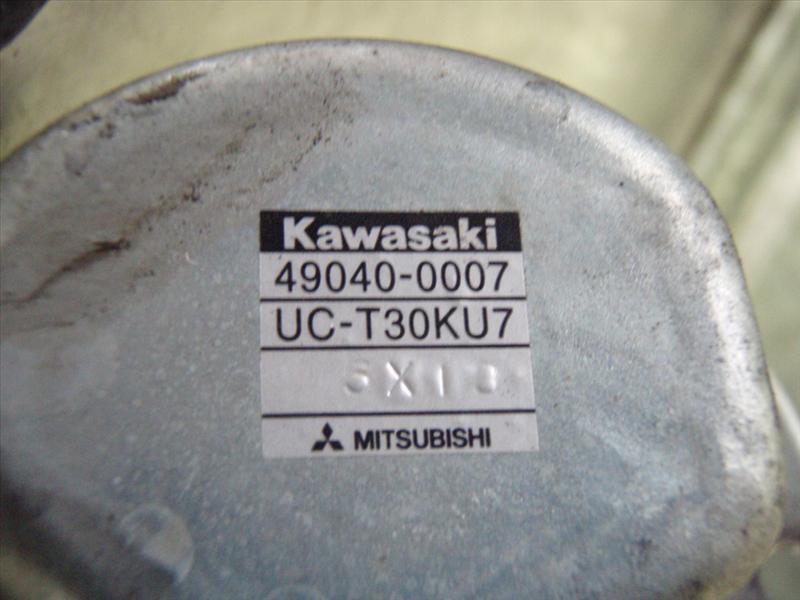 Kawasaki
49040-0007
UC-T30KU7
MITSUBISHI